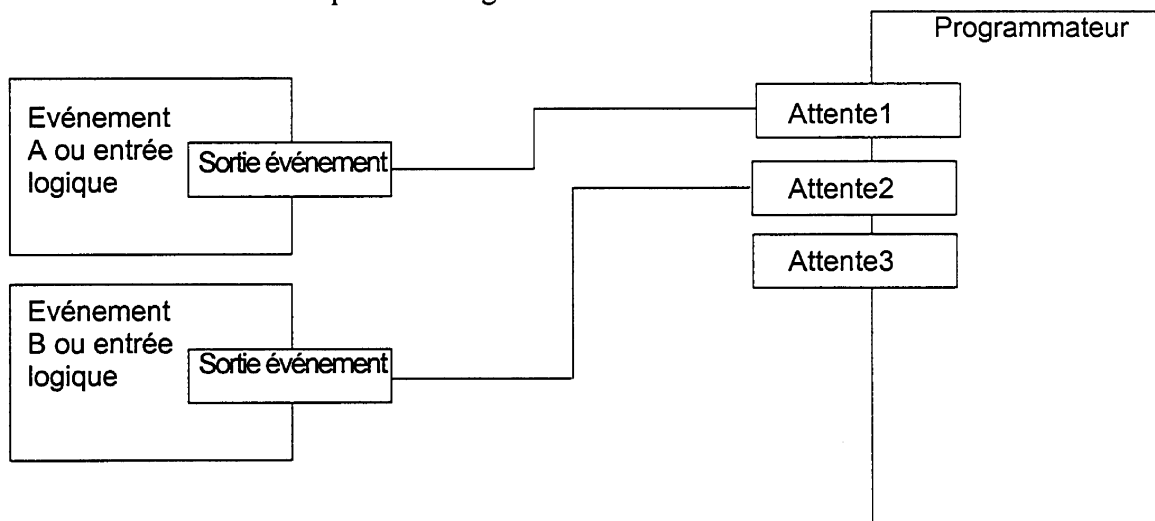 Programmateur
Evénement
A ou entrée
logique
Sortie événement
Attente1
Attente2
Attente3
Evénement
B ou entrée
logique
Sortie événement